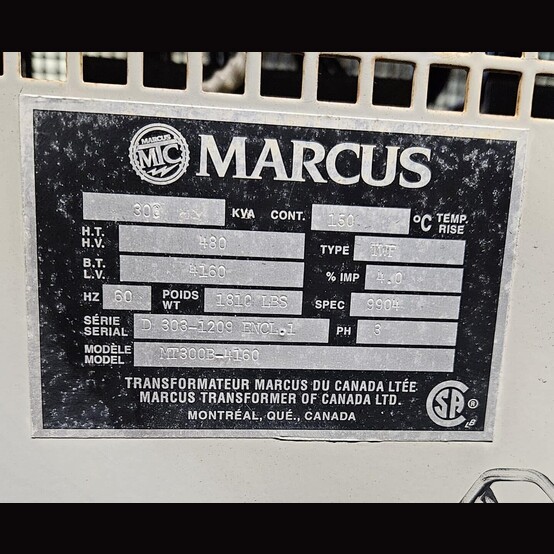 MARCUS
MTC
MARCUS
300 KVA CONT. 150 °C TEMP. RISE
H.T. H.V. 480 TYPE
B.T. L.V. 4160 % IMP 4.0
HZ 60 POIDS WT 1810 LBS SPEC 9904
SÉRIE SERIAL D 303-1209 ENCL.1 PH 3
MODÈLE MODEL MT300B-4160
TRANSFORMATEUR MARCUS DU CANADA LTÉE
MARCUS TRANSFORMER OF CANADA LTD.
MONTRÉAL, QUÉ., CANADA
CSA ®
LB